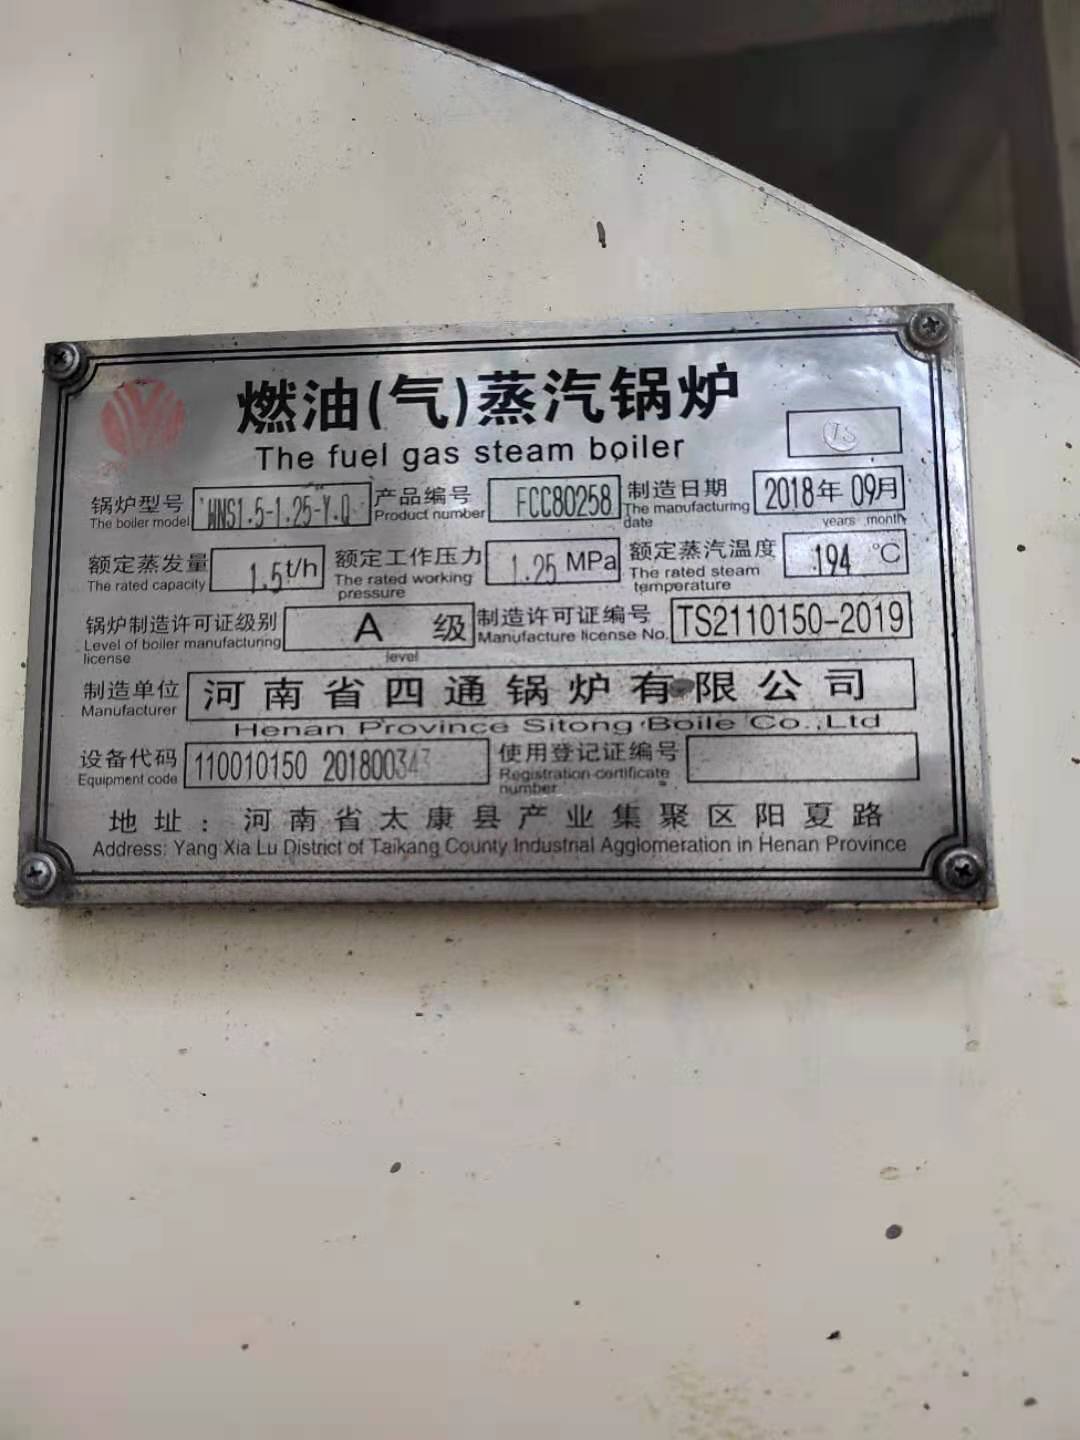 燃油(气)蒸汽锅炉
The fuel gas steam boiler
TS
锅炉型号 WNS1.5-1.25-Y.Q 产品编号 FCC80258 制造日期 2018年 09月
The boiler model Product number The manufacturing date years month
额定蒸发量 1.5t/h 额定工作压力 1.25 MPa 额定蒸汽温度 194 ℃
The rated capacity The rated working pressure The rated steam temperature
锅炉制造许可证级别 A 级 制造许可证编号 TS2110150-2019
Level of boiler manufacturing license level Manufacture license No.
制造单位 河南省四通锅炉有限公司
Manufacturer Henan Province Sitong Boile Co.,Ltd
设备代码 110010150 201800343 使用登记证编号
Equipment code Registration certificate number
地址：河南省太康县产业集聚区阳夏路
Address: Yang Xia Lu District of Taikang County Industrial Agglomeration in Henan Province